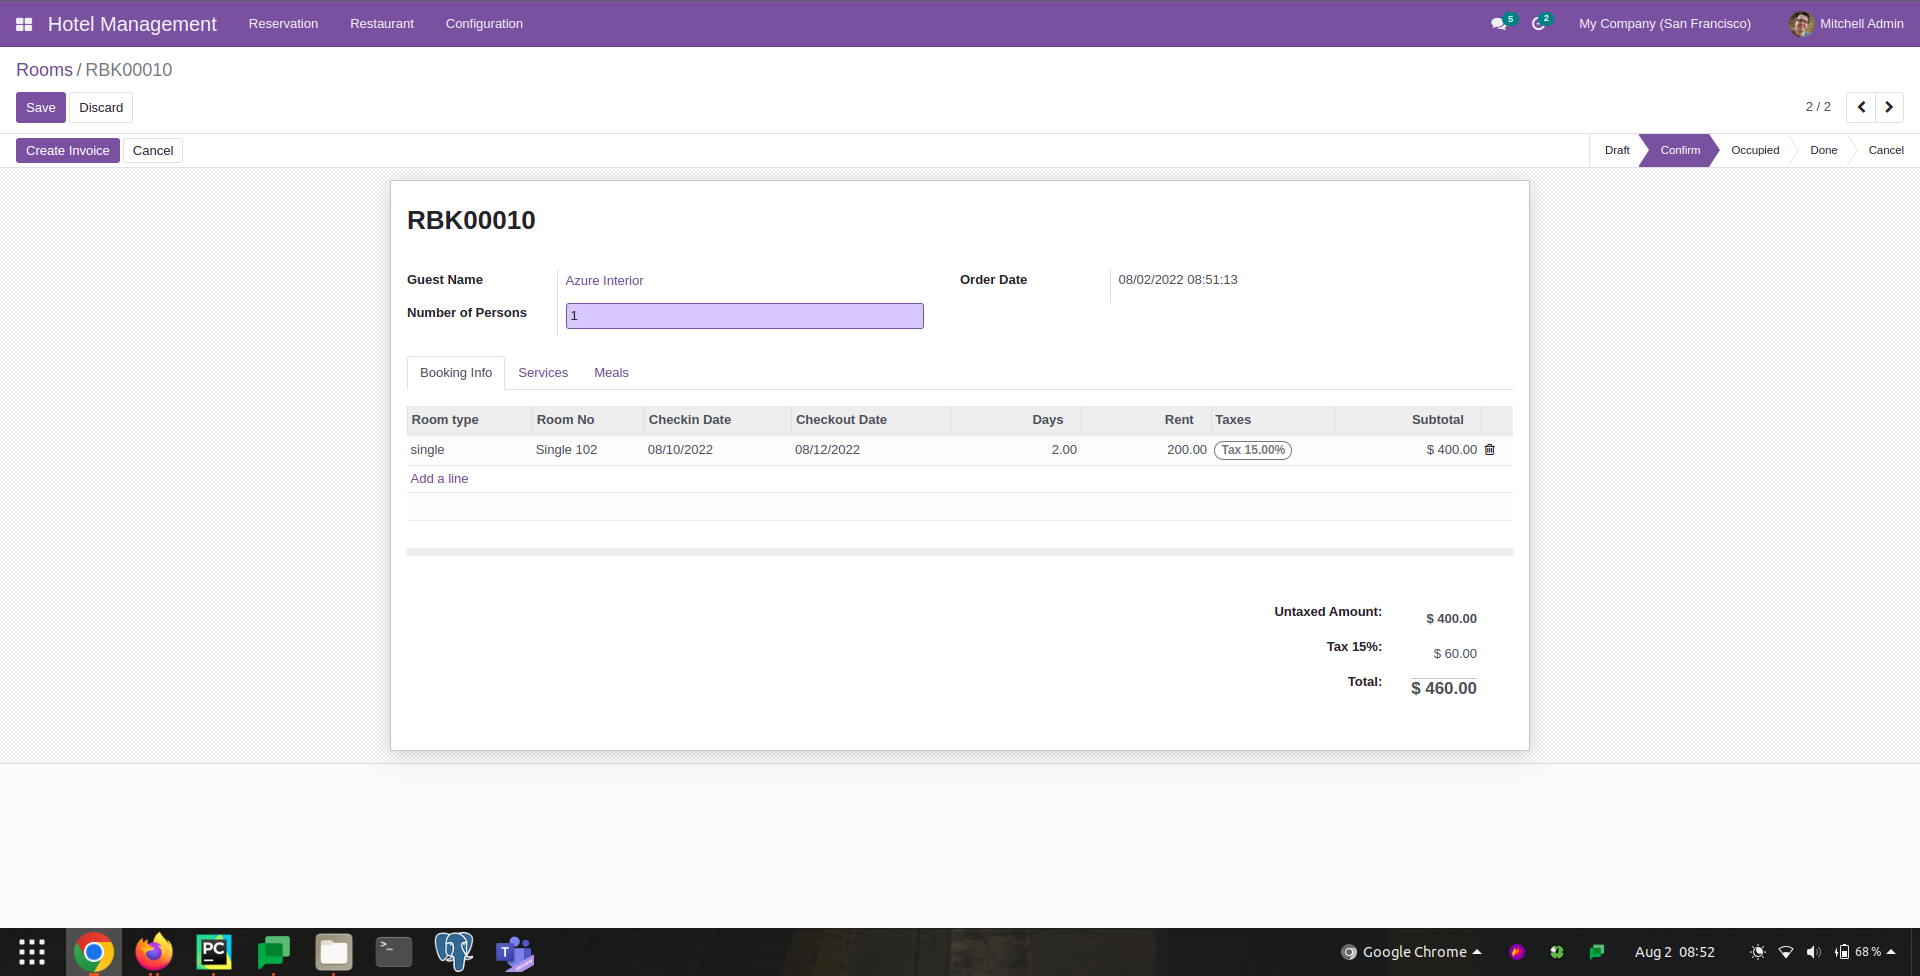 Hotel Management Reservation Restaurant Configuration 5 2 My Company (San Francisco) Mitchell Admin
Rooms / RBK00010
Save Discard 2 / 2
Create Invoice Cancel Draft Confirm Occupied Done Cancel
RBK00010
Guest Name Azure Interior Order Date 08/02/2022 08:51:13
Number of Persons 1
Booking Info Services Meals
Room type Room No Checkin Date Checkout Date Days Rent Taxes Subtotal
single Single 102 08/10/2022 08/12/2022 2.00 200.00 Tax 15.00% $ 400.00
Add a line
Untaxed Amount: $ 400.00
Tax 15%: $ 60.00
Total: $ 460.00
PC >_ T Google Chrome Aug 2 08:52 68 %